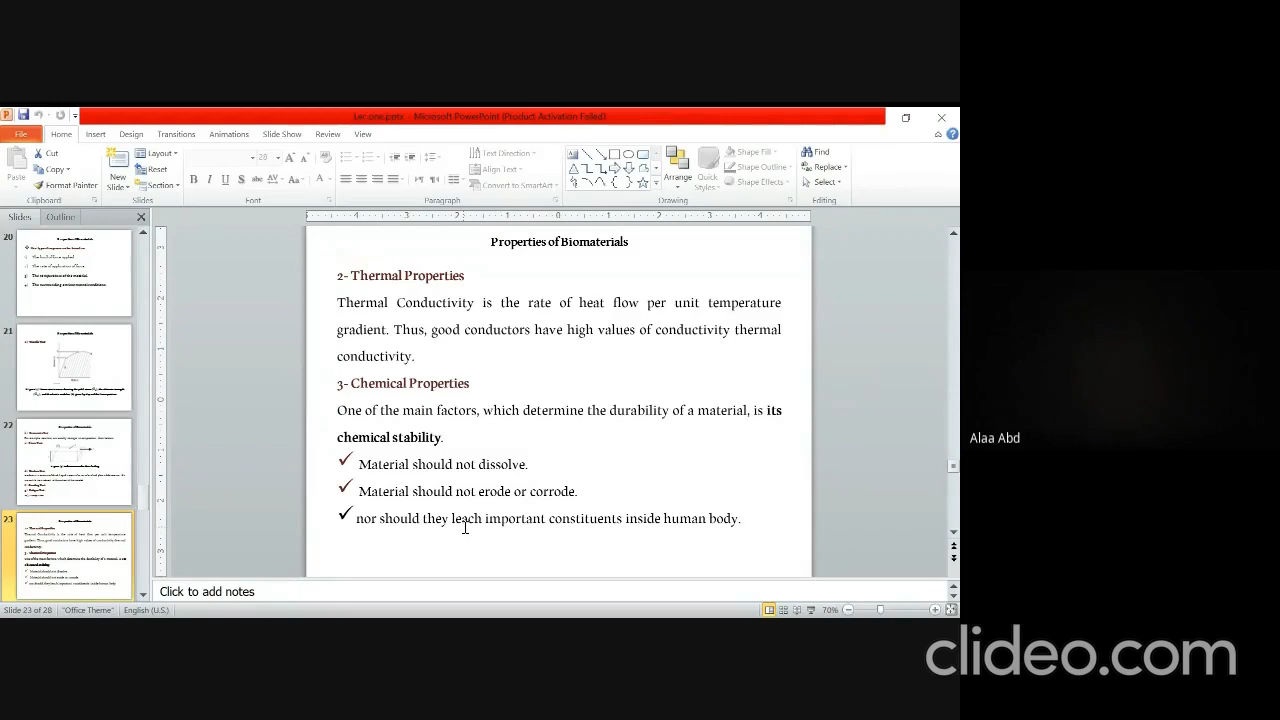 Lec one.pptx - Microsoft PowerPoint (Product Activation Failed)
File Home Insert Design Transitions Animations Slide Show Review View
Paste
Cut
Copy
Format Painter
Clipboard
New
Slide
Layout
Reset
Section
Slides
28
Font
Text Direction
Align Text
Convert to SmartArt
Paragraph
Arrange
Quick
Styles
Shape Fill
Shape Outline
Shape Effects
Drawing
Find
Replace
Select
Editing
Slides Outline
20
21
22
23
Properties of Biomaterials
2- Thermal Properties
Thermal Conductivity is the rate of heat flow per unit temperature
gradient. Thus, good conductors have high values of conductivity thermal
conductivity.
3- Chemical Properties
One of the main factors, which determine the durability of a material, is its
chemical stability.
✓ Material should not dissolve.
✓ Material should not erode or corrode.
✓ nor should they leach important constituents inside human body.
Click to add notes
Slide 23 of 28 "Office Theme" English (U.S.) 70%
Alaa Abd
clideo.com